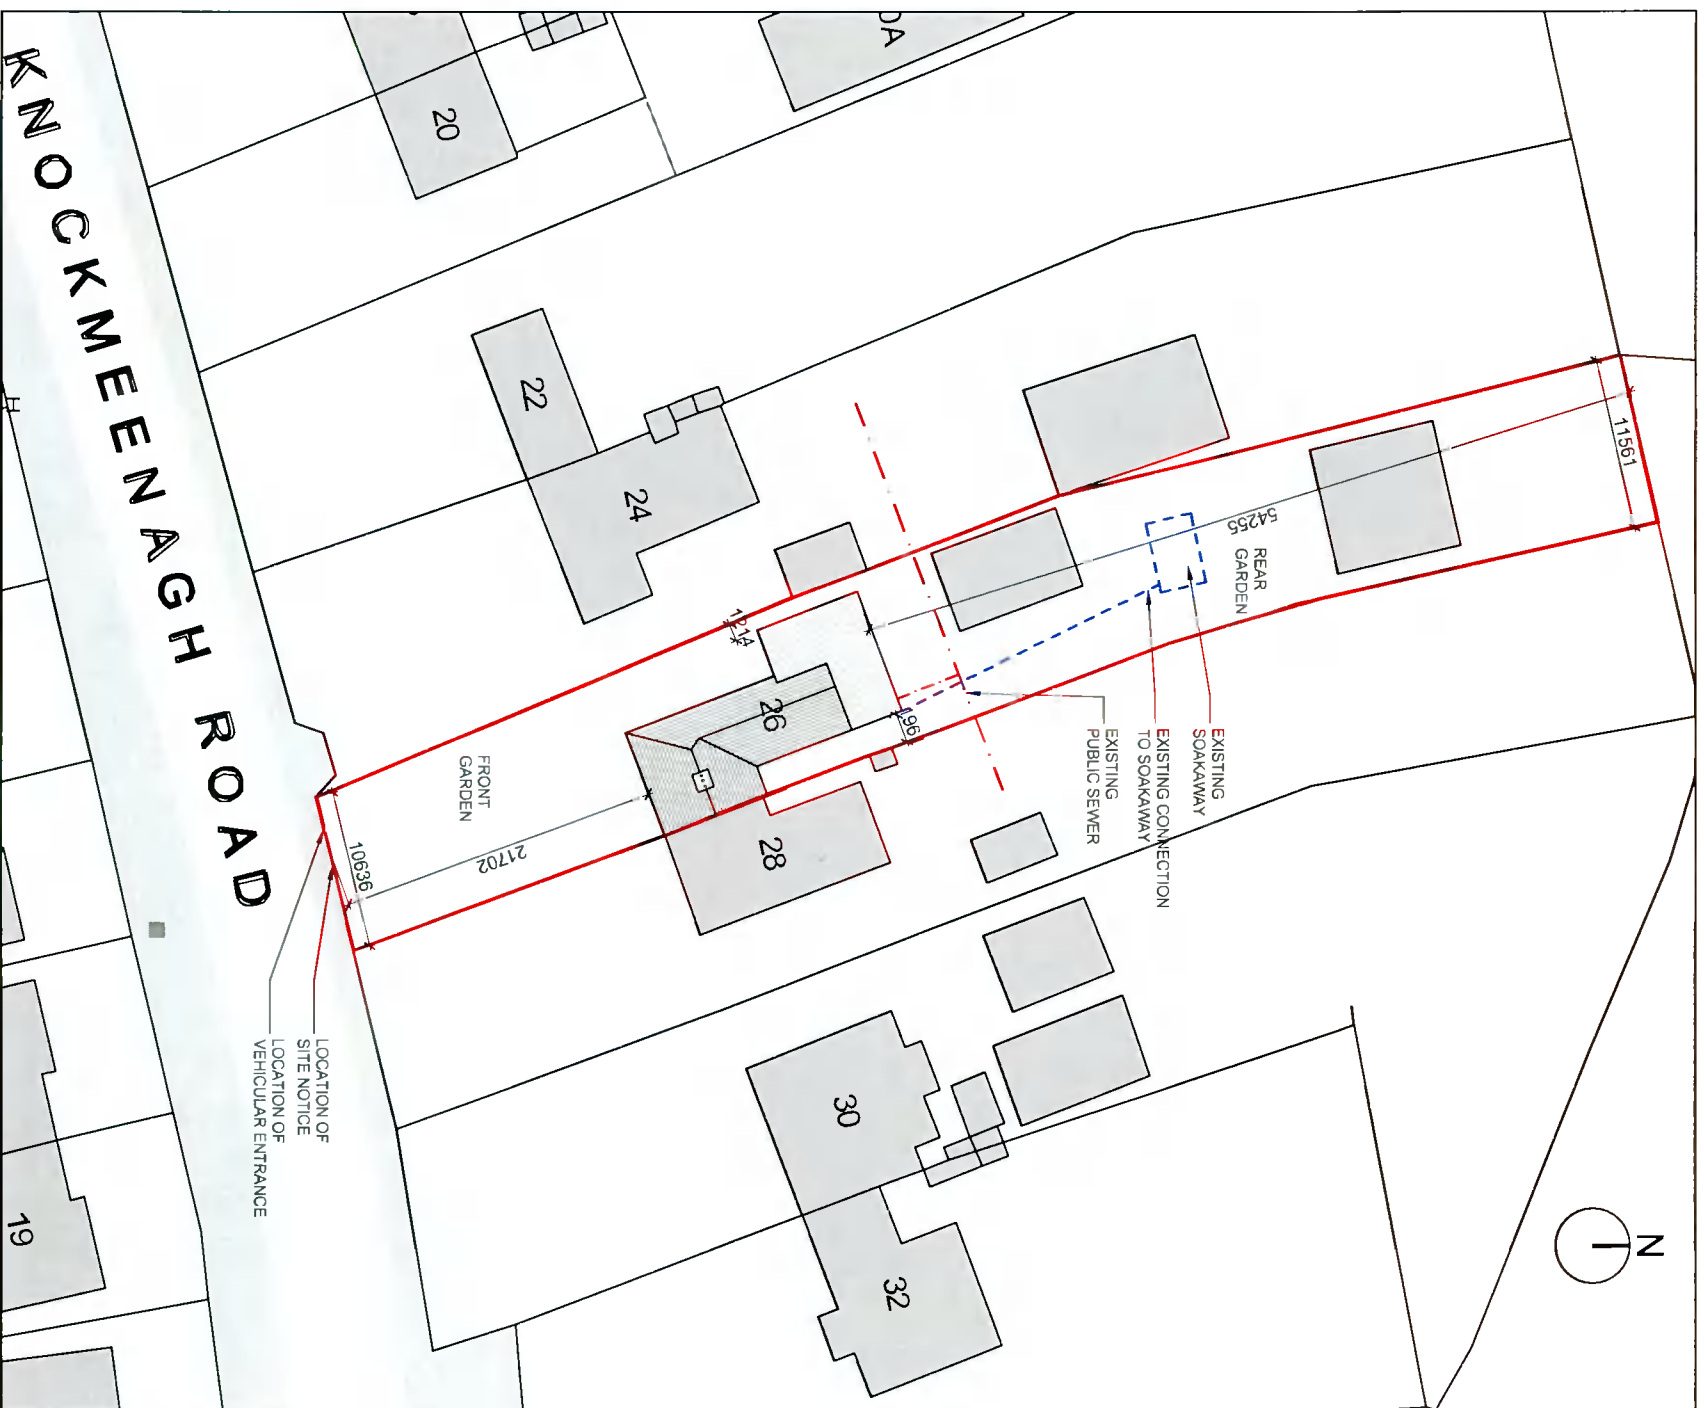 N
11561
54255
REAR
GARDEN
EXISTING
SOAKAWAY
EXISTING CONNECTION
TO SOAKAWAY
EXISTING
PUBLIC SEWER
1214
22
24
26
28
30
32
20
FRONT
GARDEN
21702
10636
LOCATION OF
SITE NOTICE
LOCATION OF
VEHICULAR ENTRANCE
KNOCKMEENAGH ROAD
19
H